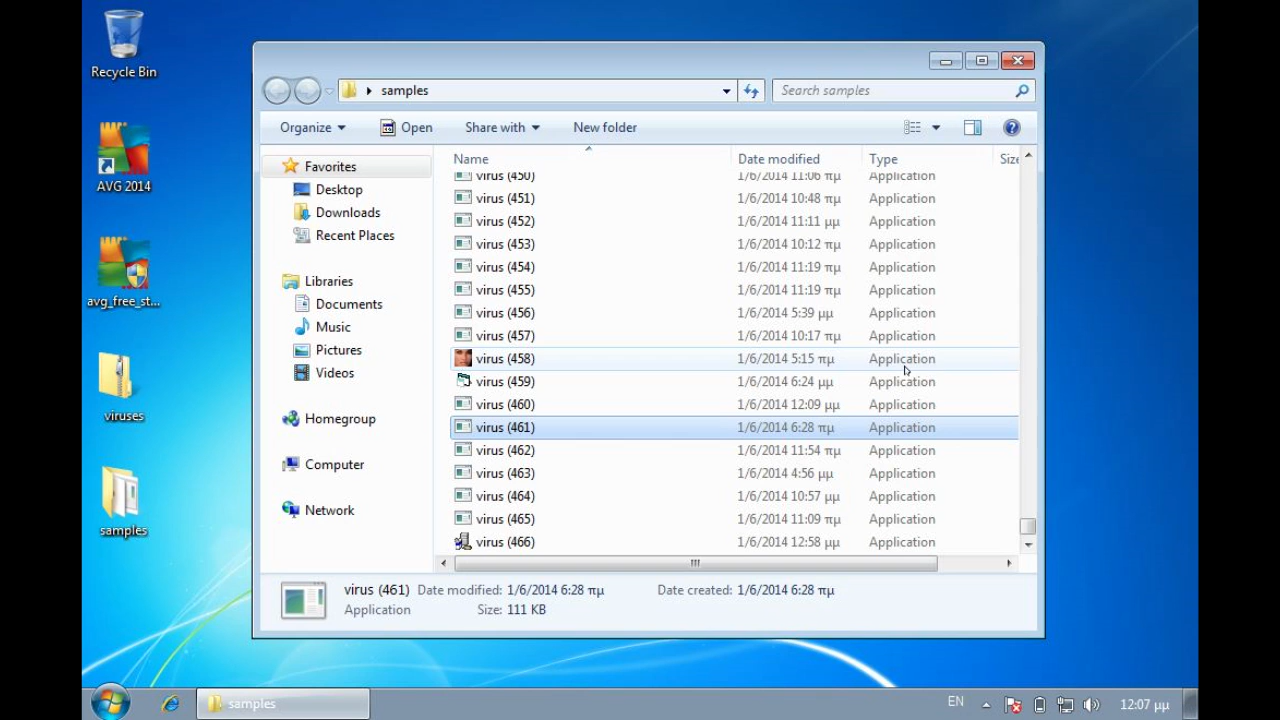 Recycle Bin
AVG 2014
avg_free_st...
viruses
samples
samples
Search samples
Organize
Open
Share with
New folder
Favorites
Desktop
Downloads
Recent Places
Libraries
Documents
Music
Pictures
Videos
Homegroup
Computer
Network
Name Date modified Type Size
virus (450) 1/6/2014 11:06 πμ Application
virus (451) 1/6/2014 10:48 πμ Application
virus (452) 1/6/2014 11:11 μμ Application
virus (453) 1/6/2014 10:12 πμ Application
virus (454) 1/6/2014 11:19 πμ Application
virus (455) 1/6/2014 11:19 πμ Application
virus (456) 1/6/2014 5:39 μμ Application
virus (457) 1/6/2014 10:17 πμ Application
virus (458) 1/6/2014 5:15 πμ Application
virus (459) 1/6/2014 6:24 μμ Application
virus (460) 1/6/2014 12:09 μμ Application
virus (461) 1/6/2014 6:28 πμ Application
virus (462) 1/6/2014 11:54 πμ Application
virus (463) 1/6/2014 4:56 μμ Application
virus (464) 1/6/2014 10:57 μμ Application
virus (465) 1/6/2014 11:09 πμ Application
virus (466) 1/6/2014 12:58 μμ Application
virus (461) Date modified: 1/6/2014 6:28 πμ Date created: 1/6/2014 6:28 πμ
Application Size: 111 KB
samples
EN
12:07 μμ